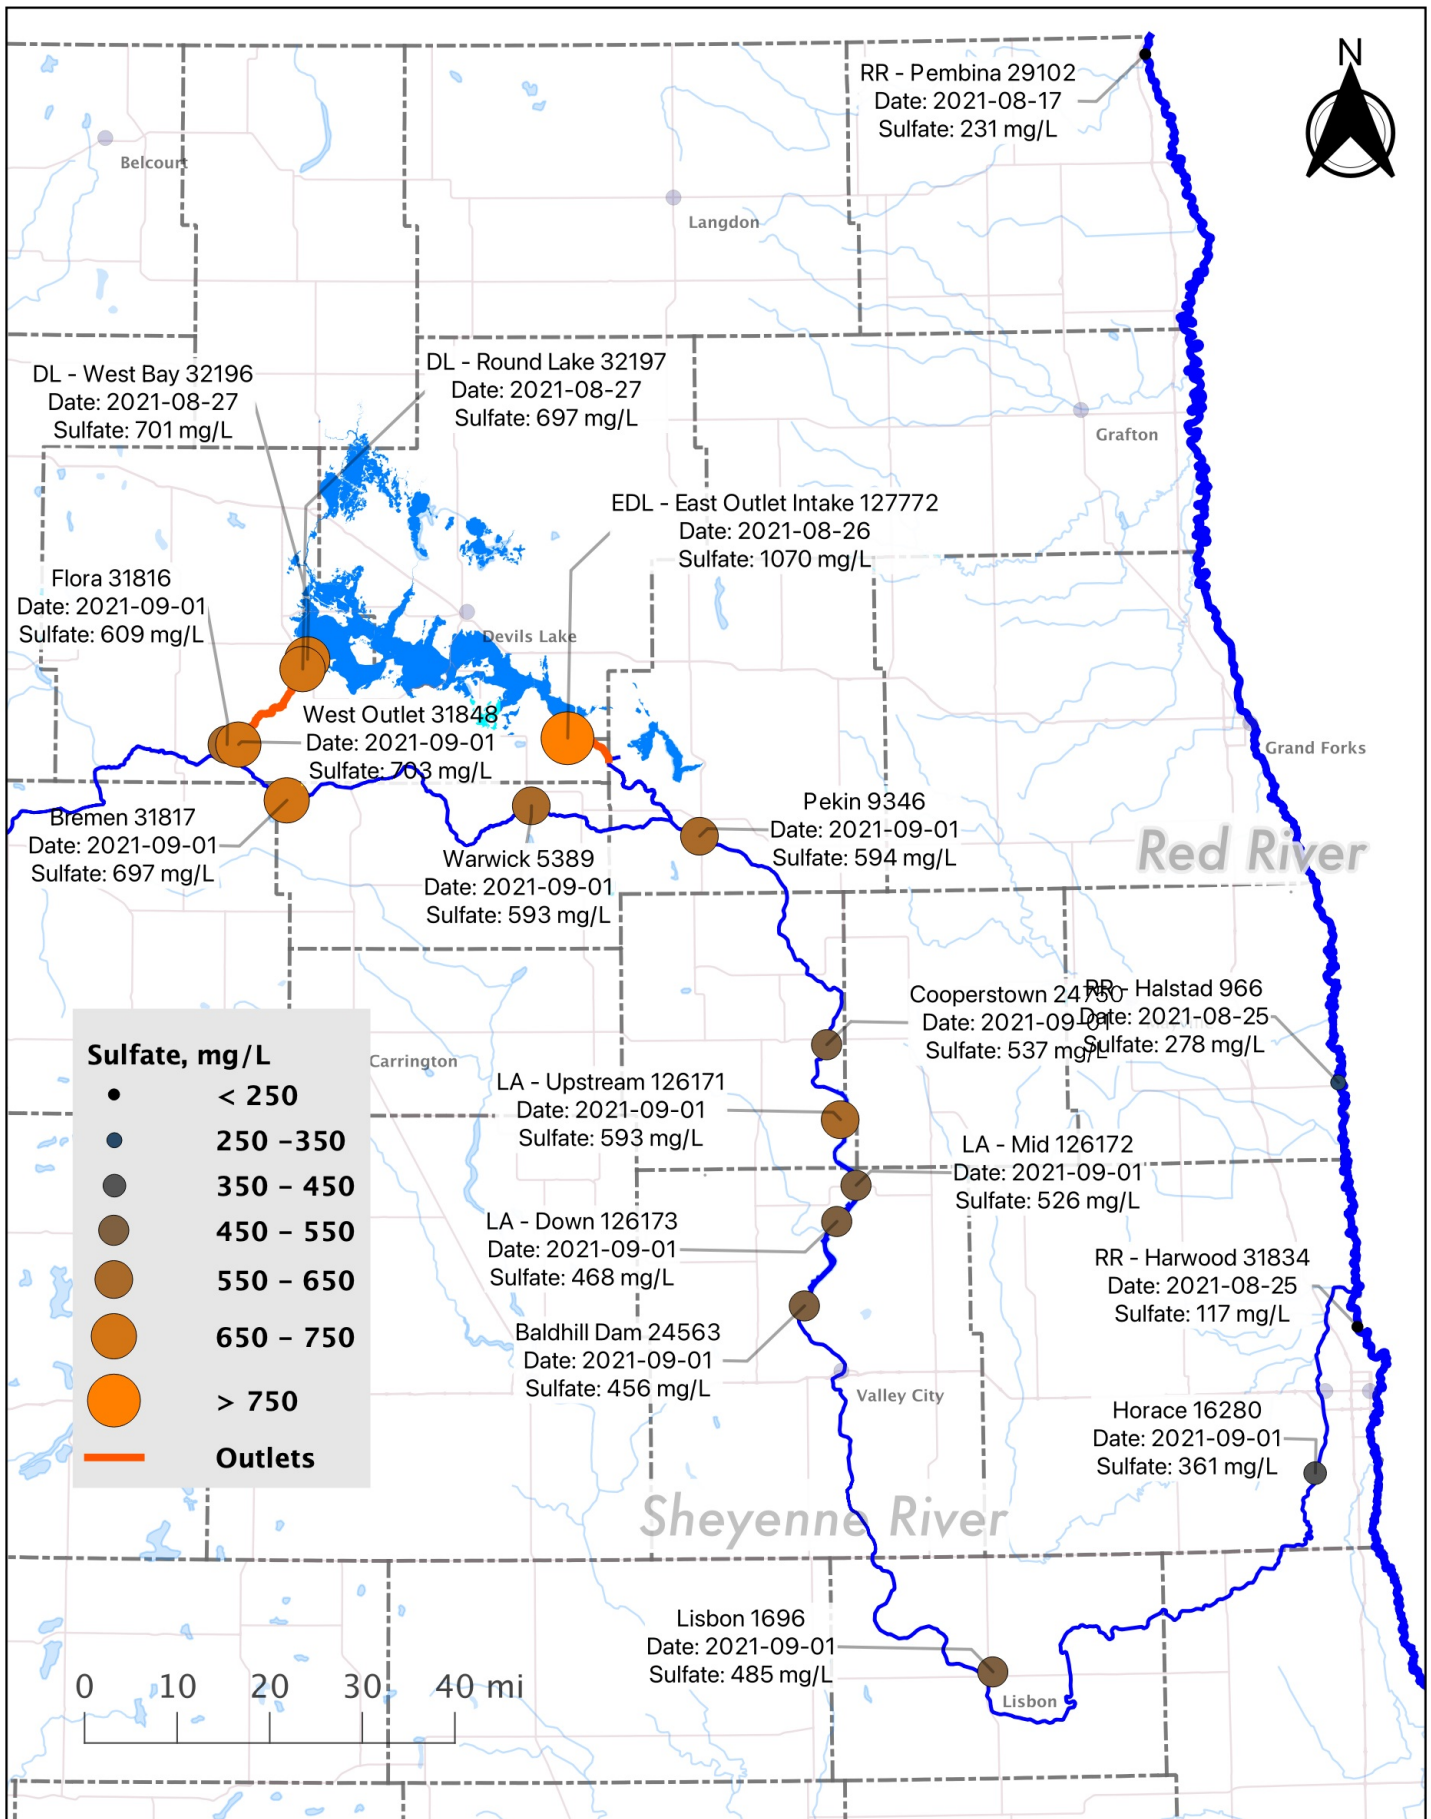 N
RR - Pembina 29102
Date: 2021-08-17
Sulfate: 231 mg/L
Belcourt
Langdon
DL - West Bay 32196
Date: 2021-08-27
Sulfate: 701 mg/L
DL - Round Lake 32197
Date: 2021-08-27
Sulfate: 697 mg/L
Grafton
EDL - East Outlet Intake 127772
Date: 2021-08-26
Sulfate: 1070 mg/L
Flora 31816
Date: 2021-09-01
Sulfate: 609 mg/L
Devils Lake
West Outlet 31848
Date: 2021-09-01
Sulfate: 703 mg/L
Grand Forks
Bremen 31817
Date: 2021-09-01
Sulfate: 697 mg/L
Warwick 5389
Date: 2021-09-01
Sulfate: 593 mg/L
Pekin 9346
Date: 2021-09-01
Sulfate: 594 mg/L
Red River
Cooperstown 24750
Date: 2021-09-01
Sulfate: 537 mg/L
RR - Halstad 966
Date: 2021-08-25
Sulfate: 278 mg/L
Carrington
LA - Upstream 126171
Date: 2021-09-01
Sulfate: 593 mg/L
LA - Mid 126172
Date: 2021-09-01
Sulfate: 526 mg/L
LA - Down 126173
Date: 2021-09-01
Sulfate: 468 mg/L
RR - Harwood 31834
Date: 2021-08-25
Sulfate: 117 mg/L
Baldhill Dam 24563
Date: 2021-09-01
Sulfate: 456 mg/L
Valley City
Horace 16280
Date: 2021-09-01
Sulfate: 361 mg/L
Sheyenne River
Lisbon 1696
Date: 2021-09-01
Sulfate: 485 mg/L
Lisbon
Sulfate, mg/L
< 250
250 –350
350 – 450
450 – 550
550 – 650
650 – 750
> 750
Outlets
0 10 20 30 40 mi